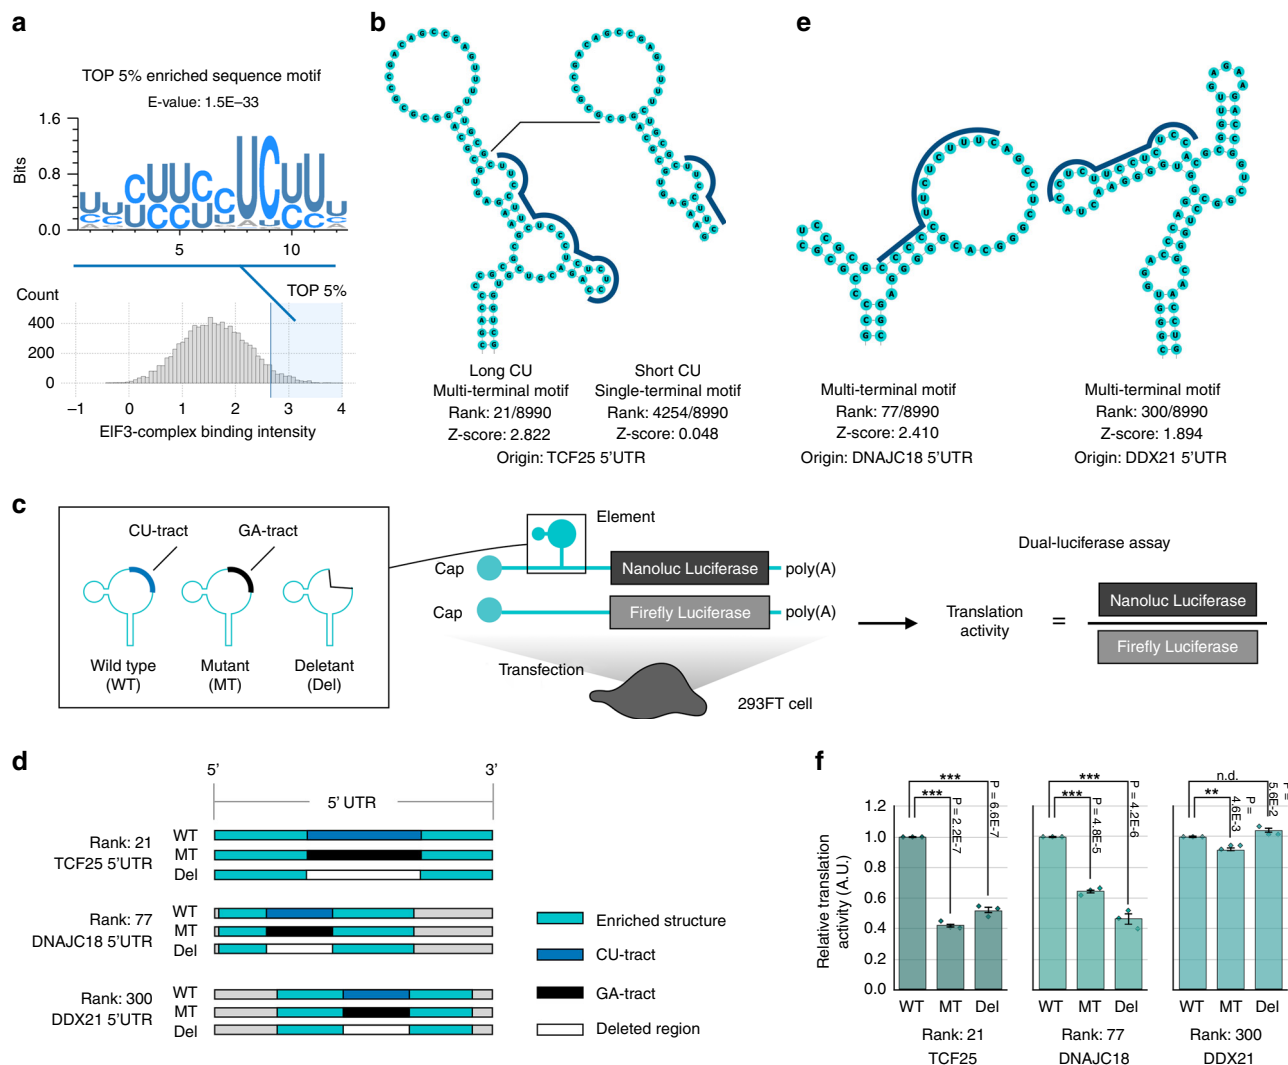 a
TOP 5% enriched sequence motif
E-value: 1.5E–33
1.6
0.8
0.0
Bits
5
10
Count
TOP 5%
400
200
0
–1
0
1
2
3
4
EIF3-complex binding intensity
b
Long CU
Multi-terminal motif
Rank: 21/8990
Z-score: 2.822
Short CU
Single-terminal motif
Rank: 4254/8990
Z-score: 0.048
Origin: TCF25 5'UTR
e
Multi-terminal motif
Rank: 77/8990
Z-score: 2.410
Origin: DNAJC18 5'UTR
Multi-terminal motif
Rank: 300/8990
Z-score: 1.894
Origin: DDX21 5'UTR
c
CU-tract
GA-tract
Wild type
(WT)
Mutant
(MT)
Deletant
(Del)
Element
Cap
Nanoluc Luciferase
poly(A)
Cap
Firefly Luciferase
poly(A)
Transfection
293FT cell
Dual-luciferase assay
Translation
activity
=
Nanoluc Luciferase
Firefly Luciferase
d
5’
3’
5’ UTR
Rank: 21
TCF25 5’UTR
WT
MT
Del
Rank: 77
DNAJC18 5’UTR
WT
MT
Del
Rank: 300
DDX21 5’UTR
WT
MT
Del
Enriched structure
CU-tract
GA-tract
Deleted region
f
Relative translation
activity (A.U.)
1.2
1.0
0.8
0.6
0.4
0.2
0.0
***
***
P = 2.2E-7
P = 6.6E-7
WT MT Del
Rank: 21
TCF25
***
***
P = 4.8E-5
P = 4.2E-6
WT MT Del
Rank: 77
DNAJC18
n.d.
**
P =
4.6E-3
P =
5.6E-2
WT MT Del
Rank: 300
DDX21